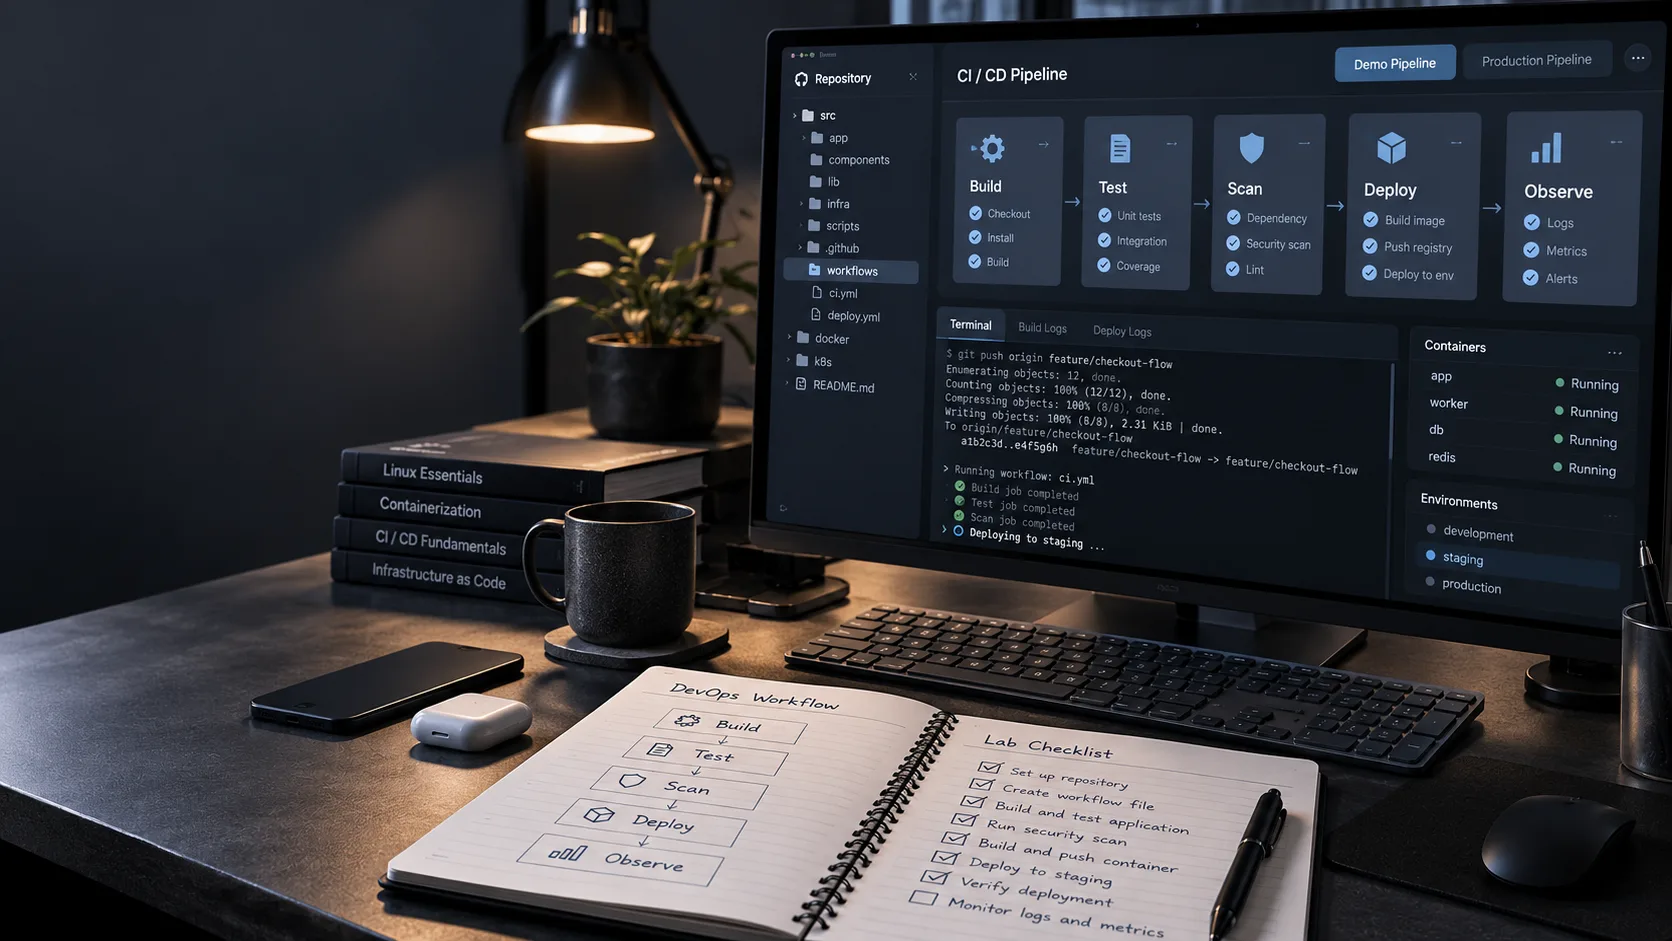 Repository
src
app
components
lib
infra
scripts
.github
workflows
ci.yml
deploy.yml
docker
k8s
README.md
CI / CD Pipeline
Demo Pipeline
Production Pipeline
Build
Checkout
Install
Build
Test
Unit tests
Integration
Coverage
Scan
Dependency
Security scan
Lint
Deploy
Build image
Push registry
Deploy to env
Observe
Logs
Metrics
Alerts
Terminal
Build Logs
Deploy Logs
$ git push origin feature/checkout-flow
Enumerating objects: 12, done.
Counting objects: 100% (12/12), done.
Compressing objects: 100% (8/8), done.
Writing objects: 100% (8/8), 2.31 KiB | done.
To origin/feature/checkout-flow
a1b2c3d..e4f5g6h feature/checkout-flow -> feature/checkout-flow
> Running workflow: ci.yml
Build job completed
Test job completed
Scan job completed
Deploying to staging ...
Containers
app Running
worker Running
db Running
redis Running
Environments
development
staging
production
Linux Essentials
Containerization
CI / CD Fundamentals
Infrastructure as Code
DevOps Workflow
Build
Test
Scan
Deploy
Observe
Lab Checklist
Set up repository
Create workflow file
Build and test application
Run security scan
Build and push container
Deploy to staging
Verify deployment
Monitor logs and metrics